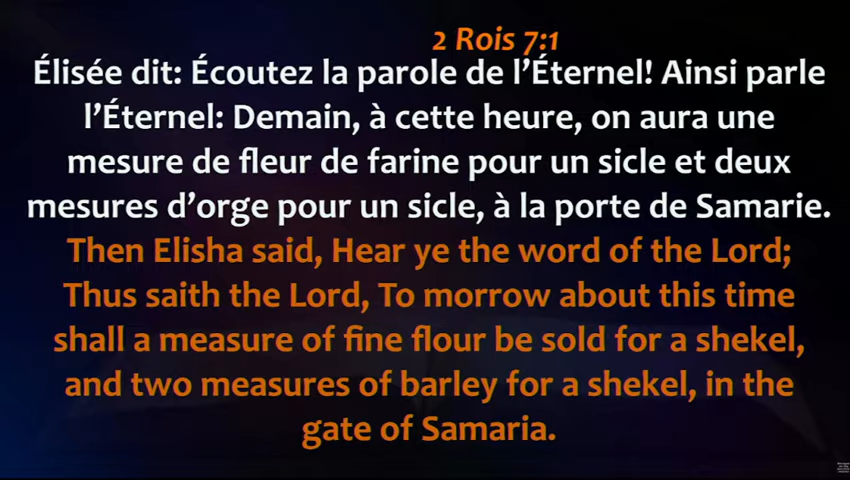 2 Rois 7:1
Élisée dit: Écoutez la parole de l’Éternel! Ainsi parle
l’Éternel: Demain, à cette heure, on aura une
mesure de fleur de farine pour un sicle et deux
mesures d’orge pour un sicle, à la porte de Samarie.
Then Elisha said, Hear ye the word of the Lord;
Thus saith the Lord, To morrow about this time
shall a measure of fine flour be sold for a shekel,
and two measures of barley for a shekel, in the
gate of Samaria.